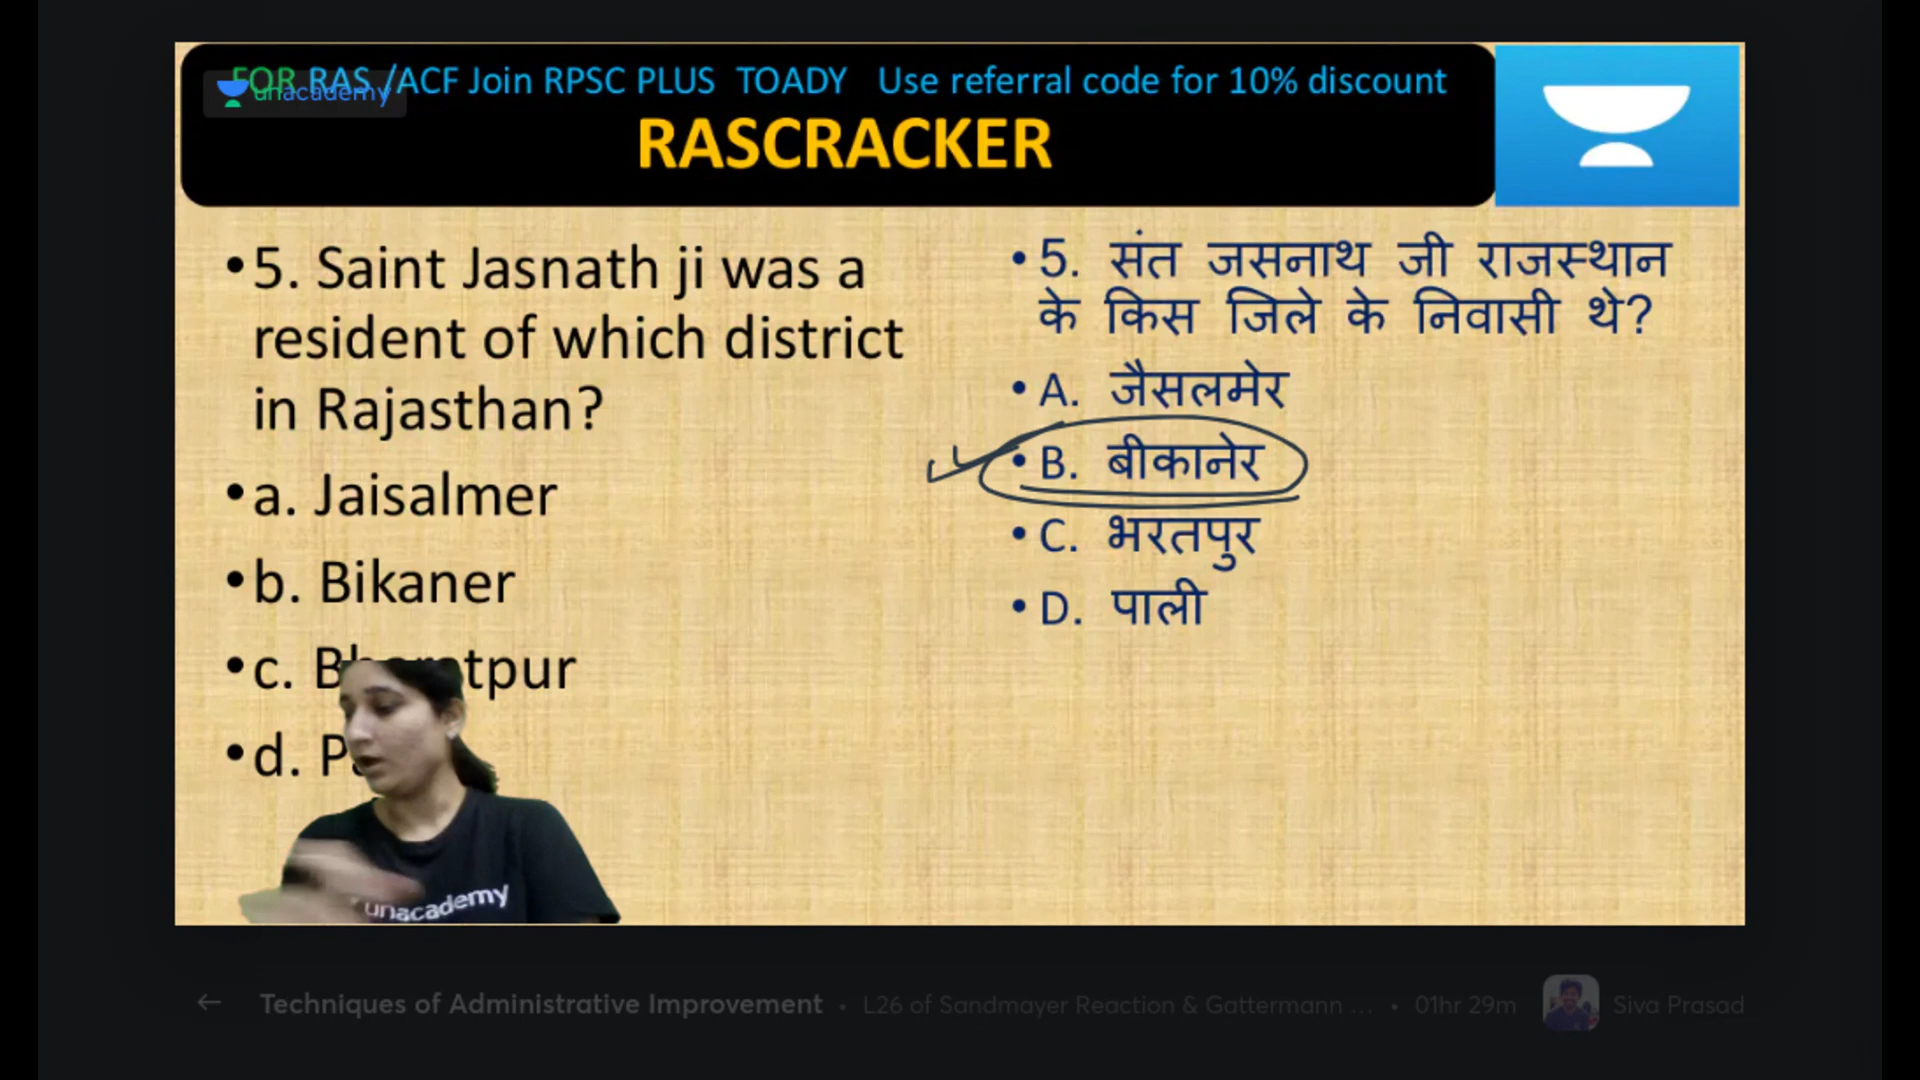 FOR RAS /ACF Join RPSC PLUS TOADY Use referral code for 10% discount
unacademy
RASCRACKER
•5. Saint Jasnath ji was a
resident of which district
in Rajasthan?
•a. Jaisalmer
•b. Bikaner
•c.
•d.
•5. संत जसनाथ जी राजस्थान
के किस जिले के निवासी थे?
•A. जैसलमेर
•B. बीकानेर
•C. भरतपुर
•D. पाली
unacademy
← Techniques of Administrative Improvement • L26 of Sandmayer Reaction & Gattermann ... • 01hr 29m Siva Prasad